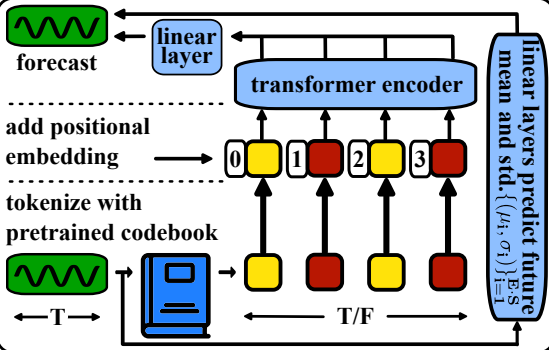 forecast
linear
layer
transformer encoder
add positional
embedding
0 1 2 3
tokenize with
pretrained codebook
T
T/F
linear layers predict future
mean and std. {(μᵢ, σᵢ)}ᵢ₌₁ᴱ·ˢ